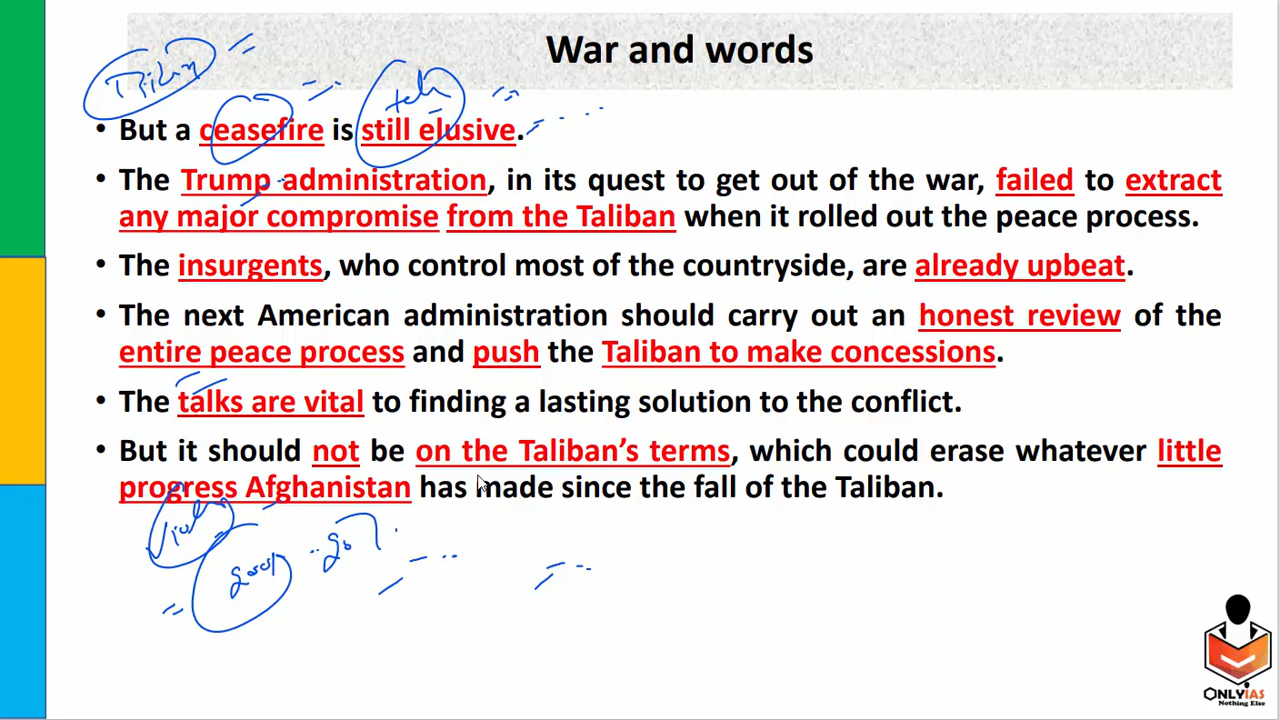 War and words
• But a ceasefire is still elusive.
• The Trump administration, in its quest to get out of the war, failed to extract
any major compromise from the Taliban when it rolled out the peace process.
• The insurgents, who control most of the countryside, are already upbeat.
• The next American administration should carry out an honest review of the
entire peace process and push the Taliban to make concessions.
• The talks are vital to finding a lasting solution to the conflict.
• But it should not be on the Taliban's terms, which could erase whatever little
progress Afghanistan has made since the fall of the Taliban.
ONLYIAS
Nothing Else